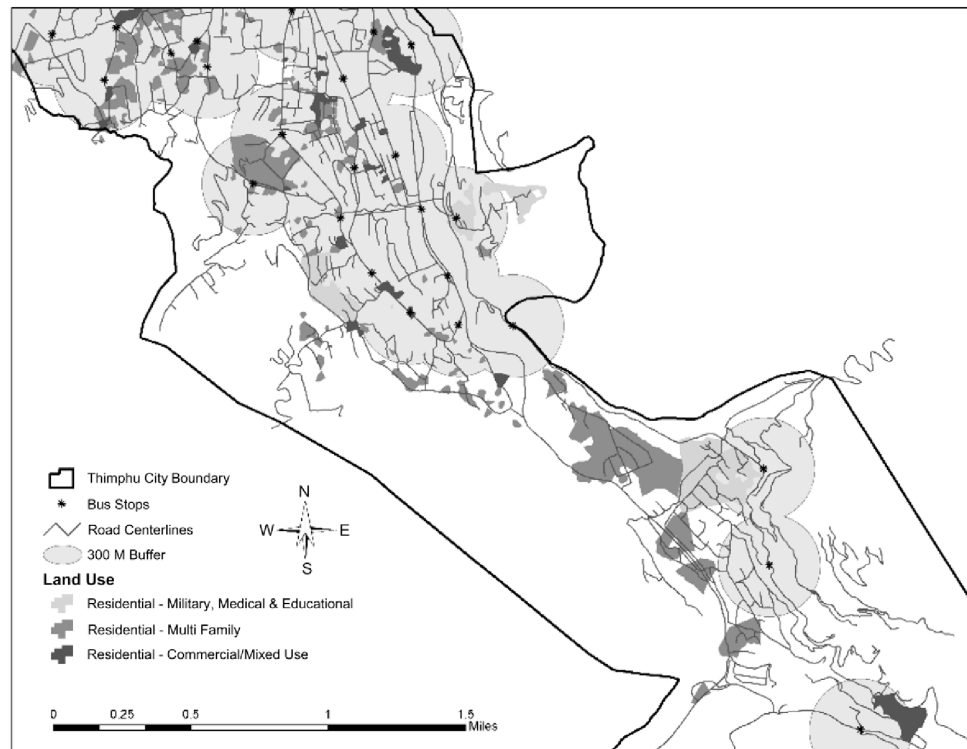 Thimphu City Boundary
Bus Stops
Road Centerlines
300 M Buffer
Land Use
Residential - Military, Medical & Educational
Residential - Multi Family
Residential - Commercial/Mixed Use
N
W E
S
0 0.25 0.5 1 1.5
Miles